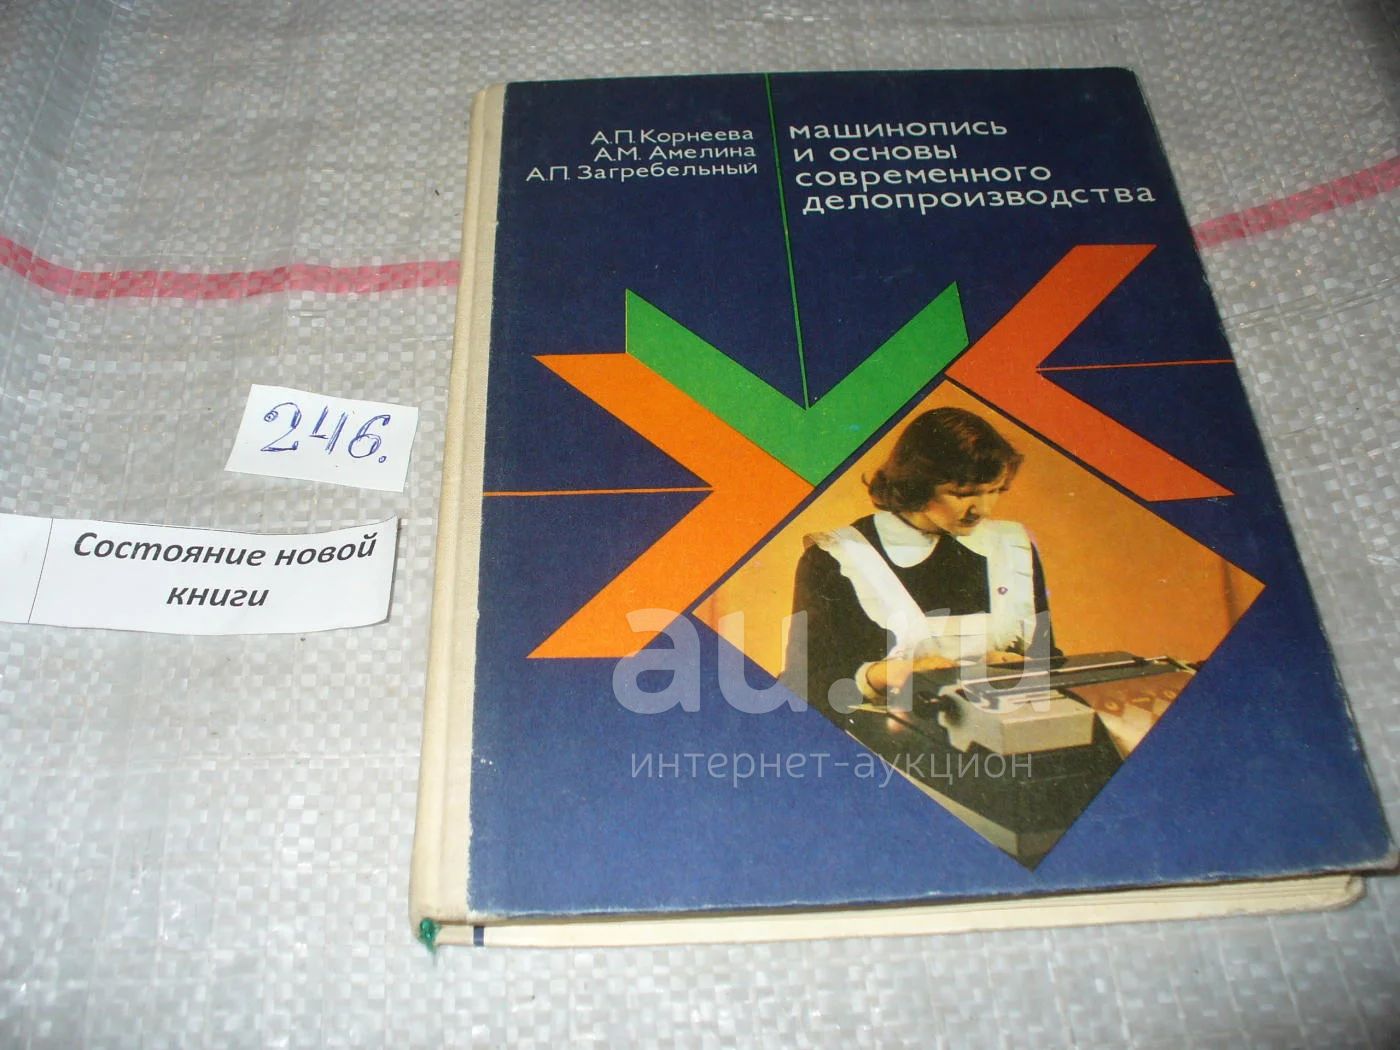 А.П. Корнеева
А.М. Амелина
А.П. Загребельный
машинопись
и основы
современного
делопроизводства
246.
Состояние новой
книги
au.ru
интернет-аукцион